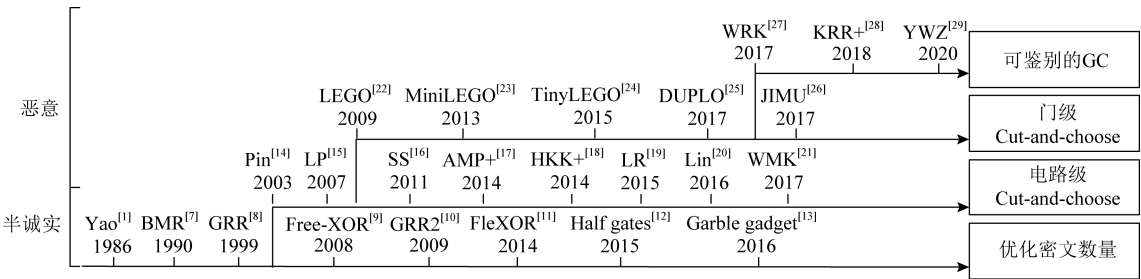 恶意
半诚实
WRK[27] KRR+[28] YWZ[29]
2017 2018 2020
可鉴别的GC
LEGO[22] MiniLEGO[23] TinyLEGO[24] DUPLO[25] JIMU[26]
2009 2013 2015 2017 2017
门级
Cut-and-choose
Pin[14] LP[15] SS[16] AMP+[17] HKK+[18] LR[19] Lin[20] WMK[21]
2003 2007 2011 2014 2014 2015 2016 2017
电路级
Cut-and-choose
Yao[1] BMR[7] GRR[8] Free-XOR[9] GRR2[10] FleXOR[11] Half gates[12] Garble gadget[13]
1986 1990 1999 2008 2009 2014 2015 2016
优化密文数量